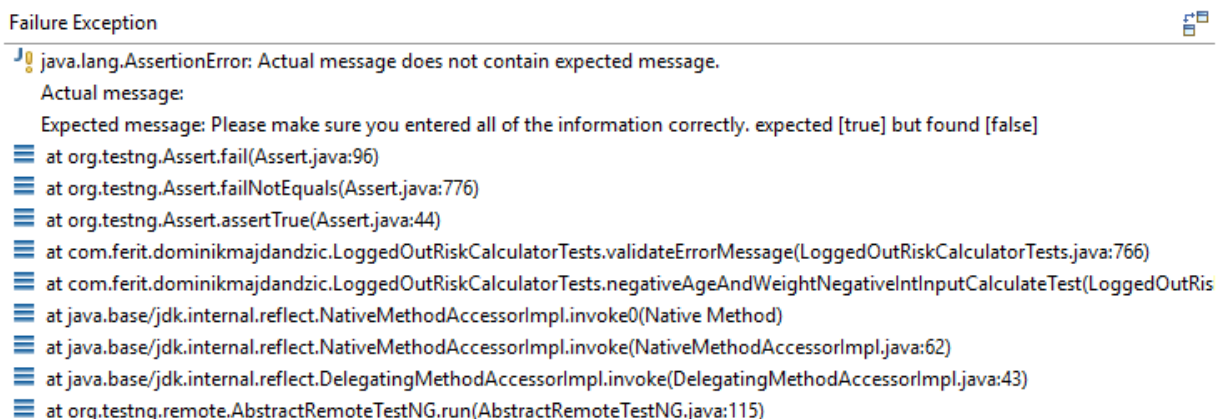 Failure Exception
java.lang.AssertionError: Actual message does not contain expected message.
Actual message:
Expected message: Please make sure you entered all of the information correctly. expected [true] but found [false]
at org.testng.Assert.fail(Assert.java:96)
at org.testng.Assert.failNotEquals(Assert.java:776)
at org.testng.Assert.assertTrue(Assert.java:44)
at com.ferit.dominikmajdandzic.LoggedOutRiskCalculatorTests.validateErrorMessage(LoggedOutRiskCalculatorTests.java:766)
at com.ferit.dominikmajdandzic.LoggedOutRiskCalculatorTests.negativeAgeAndWeightNegativeIntInputCalculateTest(LoggedOutRis
at java.base/jdk.internal.reflect.NativeMethodAccessorImpl.invoke0(Native Method)
at java.base/jdk.internal.reflect.NativeMethodAccessorImpl.invoke(NativeMethodAccessorImpl.java:62)
at java.base/jdk.internal.reflect.DelegatingMethodAccessorImpl.invoke(DelegatingMethodAccessorImpl.java:43)
at org.testng.remote.AbstractRemoteTestNG.run(AbstractRemoteTestNG.java:115)